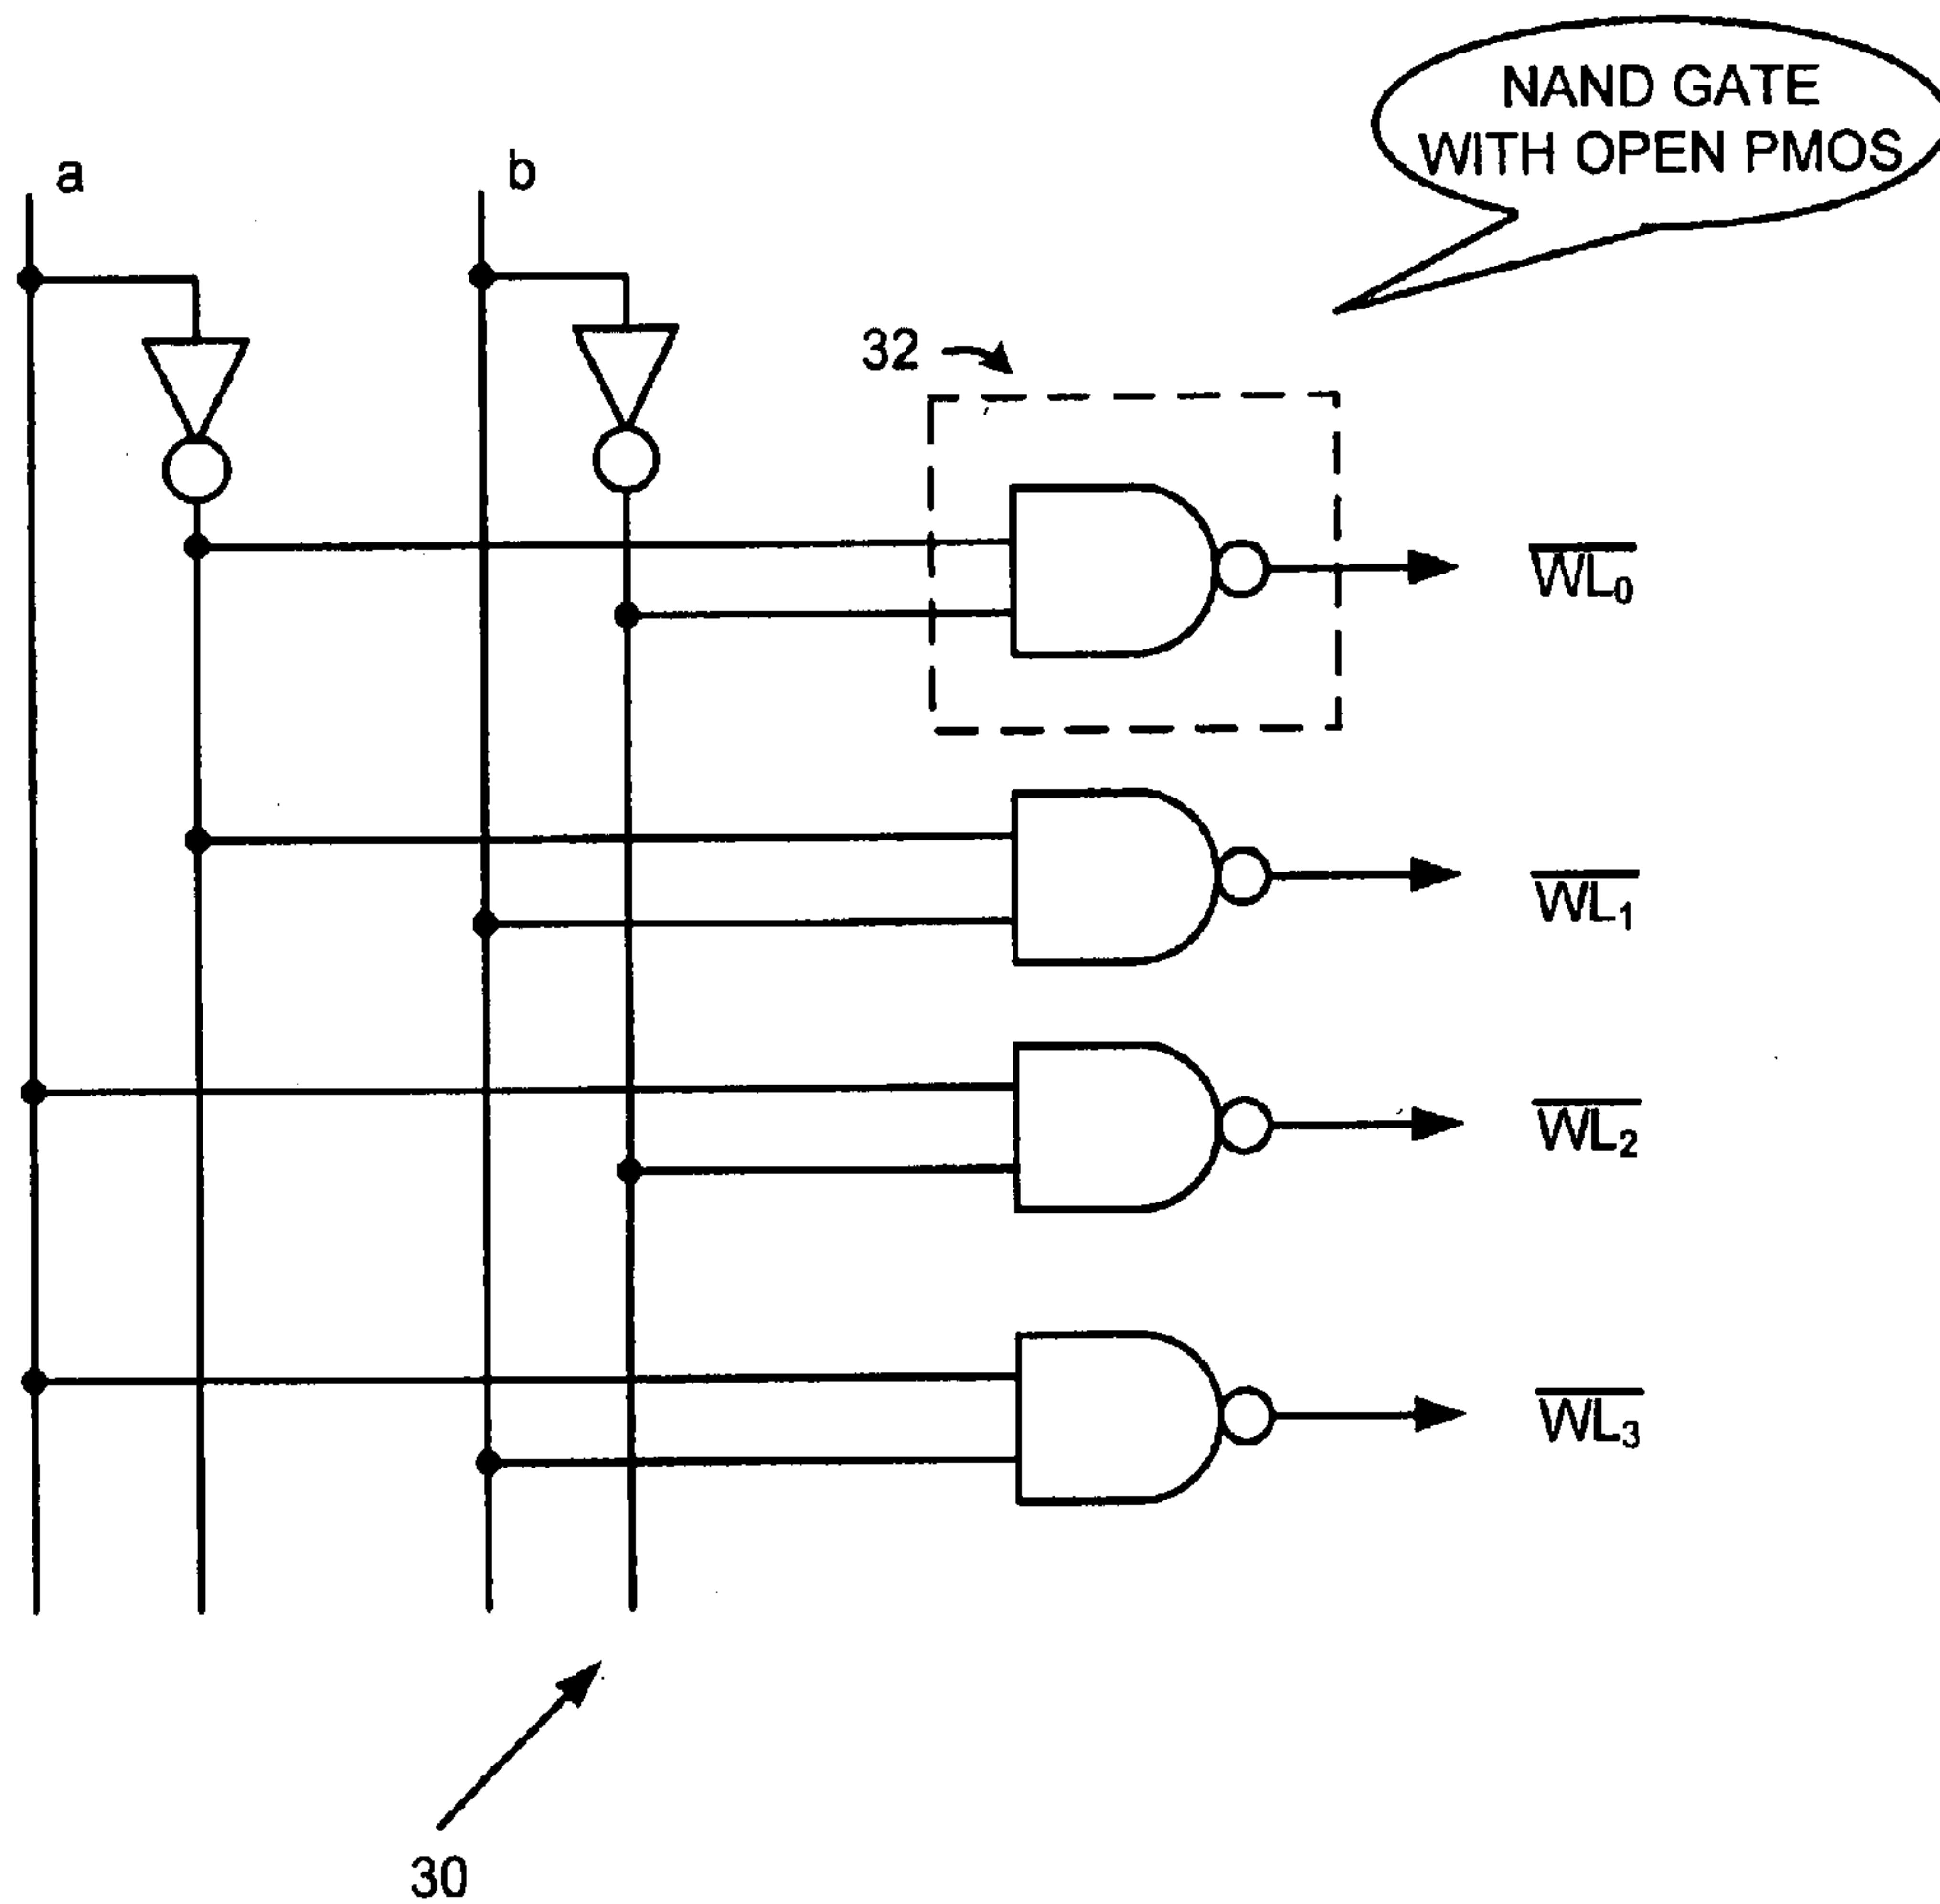 NAND GATE
WITH OPEN PMOS
a
b
32
WL₀
WL₁
WL₂
WL₃
30